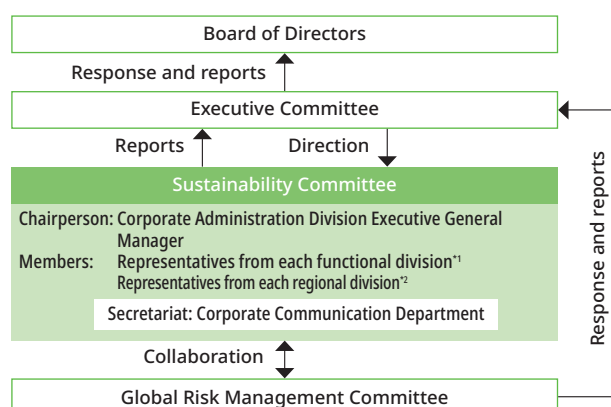 Board of Directors
Response and reports
Executive Committee
Reports
Direction
Sustainability Committee
Chairperson: Corporate Administration Division Executive General
Manager
Members: Representatives from each functional division*1
Representatives from each regional division*2
Secretariat: Corporate Communication Department
Collaboration
Global Risk Management Committee
Response and reports